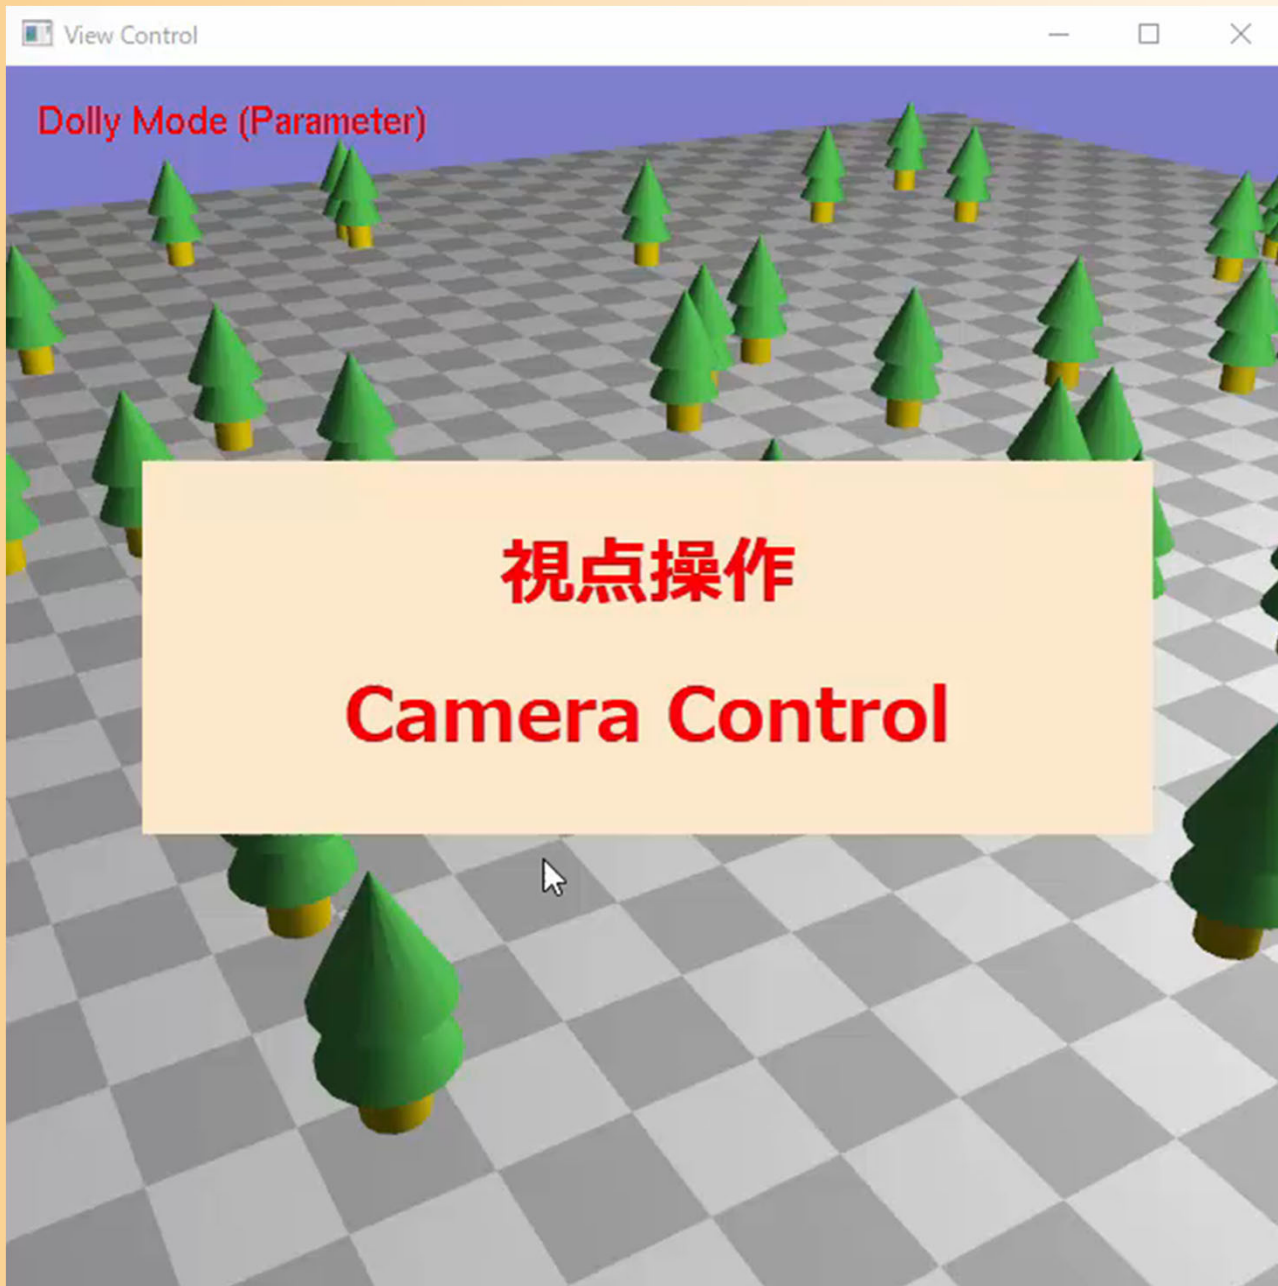 View Control
Dolly Mode (Parameter)
視点操作
Camera Control